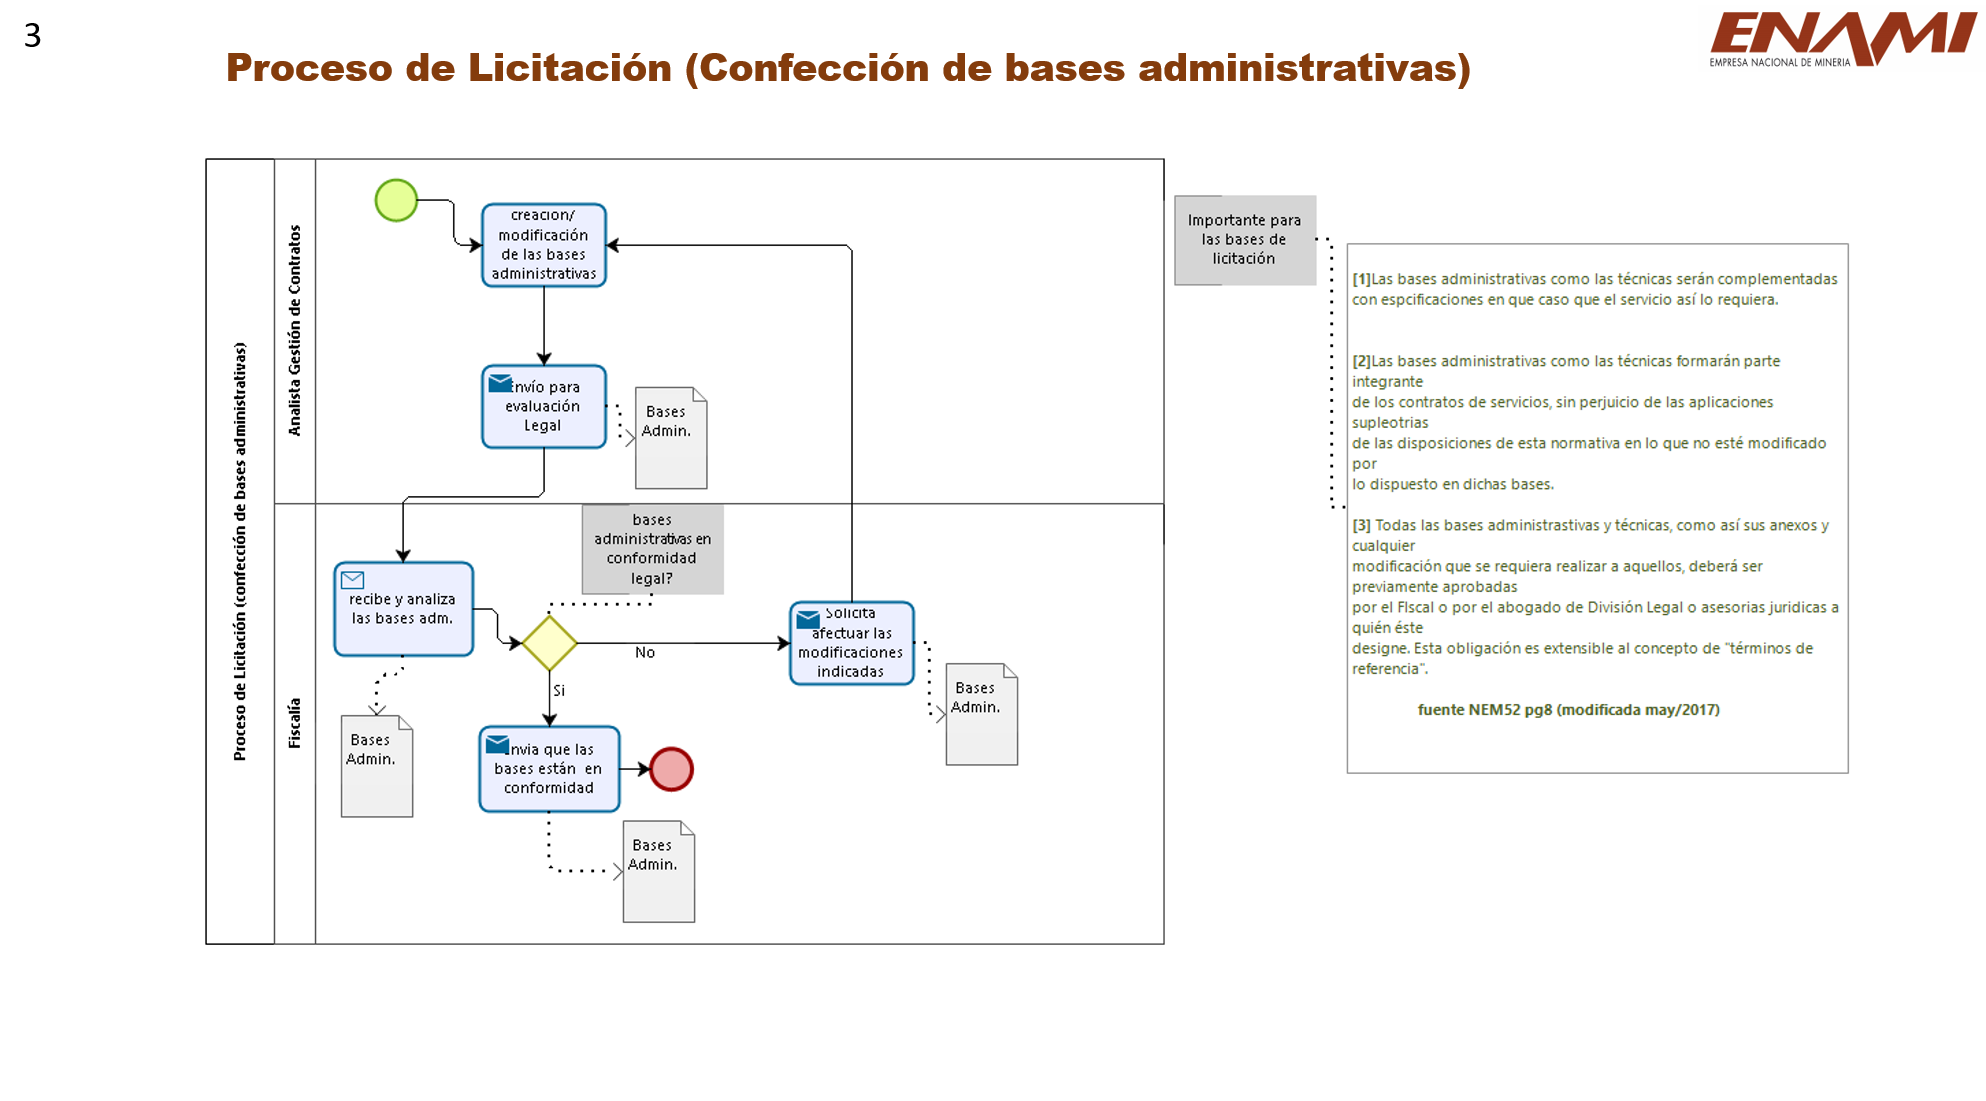 3
ENAMI
EMPRESA NACIONAL DE MINERIA
Proceso de Licitación (Confección de bases administrativas)
Proceso de Licitación (confección de bases administrativas)
Analista Gestión de Contratos
creación/
modificación
de las bases
administrativas
Envío para
evaluación
Legal
Bases
Admin.
Fiscalía
bases
administrativas en
conformidad
legal?
recibe y analiza
las bases adm.
Bases
Admin.
No
Si
Solicita
afectuar las
modificaciones
indicadas
Bases
Admin.
Envia que las
bases están en
conformidad
Bases
Admin.
Importante para
las bases de
licitación
[1]Las bases administrativas como las técnicas serán complementadas
con espcificaciones en que caso que el servicio así lo requiera.
[2]Las bases administrativas como las técnicas formarán parte
integrante
de los contratos de servicios, sin perjuicio de las aplicaciones
supleotrias
de las disposiciones de esta normativa en lo que no esté modificado
por
lo dispuesto en dichas bases.
[3] Todas las bases administrastivas y técnicas, como así sus anexos y
cualquier
modificación que se requiera realizar a aquellos, deberá ser
previamente aprobadas
por el FIscal o por el abogado de División Legal o asesorias juridicas a
quién éste
designe. Esta obligación es extensible al concepto de "términos de
referencia".
fuente NEM52 pg8 (modificada may/2017)